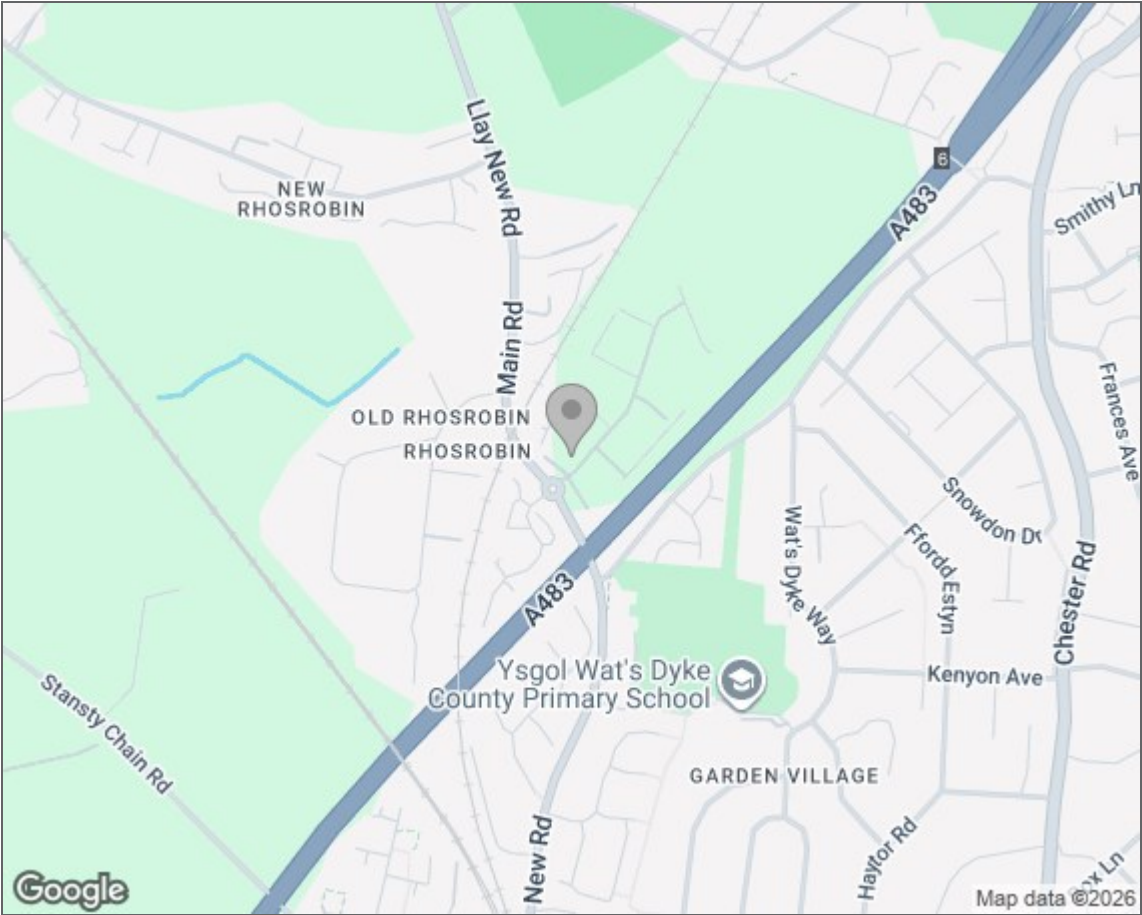 Llay New Rd
6
NEW
RHOSROBIN
A483
Smithy Ln
Main Rd
Frances Ave
OLD RHOSROBIN
RHOSROBIN
Snowdon Dr
Wat's Dyke Way
Ffordd Estyn
A483
Chester Rd
Ysgol Wat's Dyke
County Primary School
Kenyon Ave
Stansty Chain Rd
GARDEN VILLAGE
New Rd
Haytor Rd
ox Ln
Google
Map data ©2026